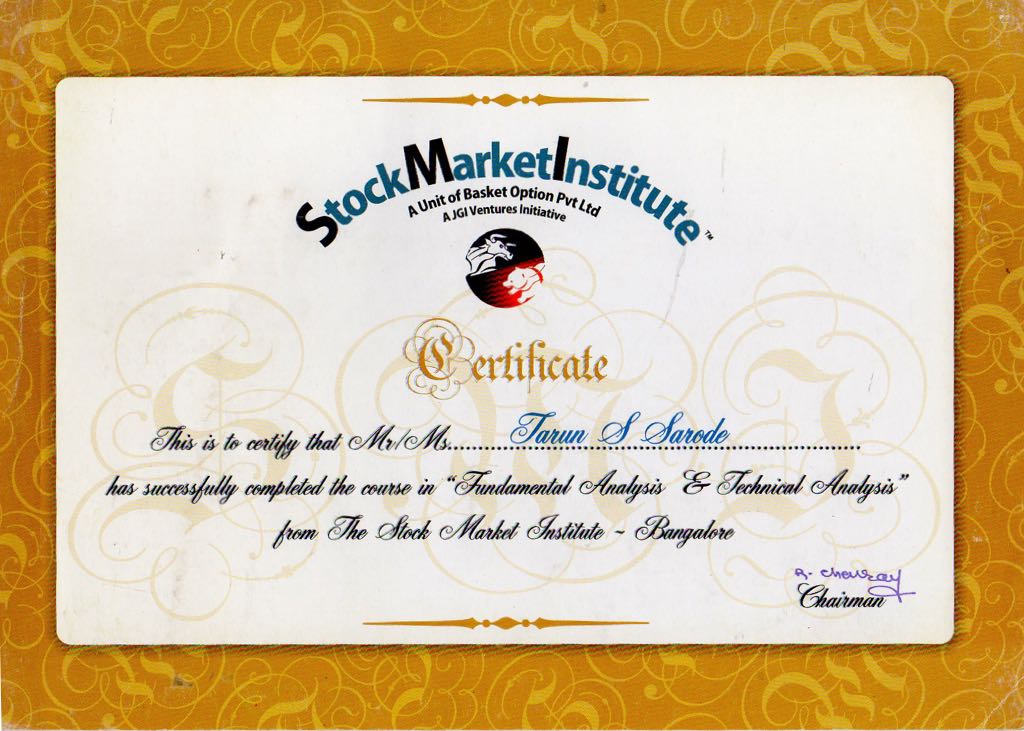 StockMarketInstitute™
A Unit of Basket Option Pvt Ltd
A JGI Ventures Initiative
Certificate
This is to certify that Mr/Ms. Tarun S Sarode
has successfully completed the course in "Fundamental Analysis & Technical Analysis"
from The Stock Market Institute ~ Bangalore
Chairman